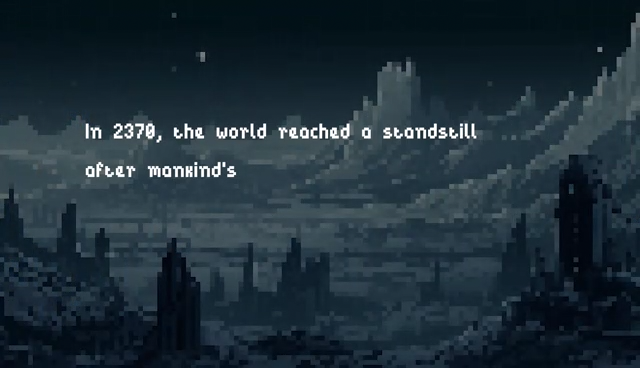 In 2370, the world reached a standstill
after mankind's